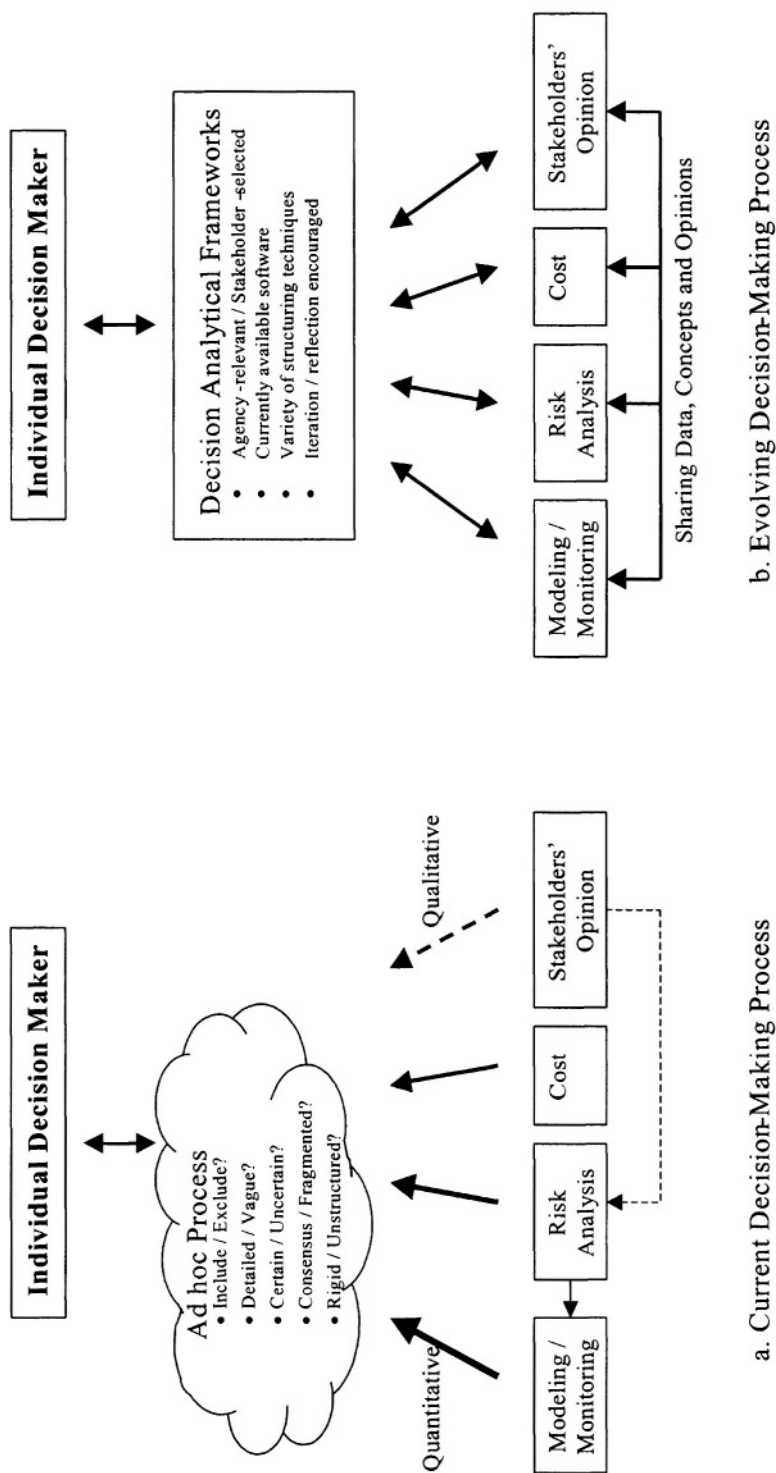 Individual Decision Maker
Ad hoc Process
• Include / Exclude?
• Detailed / Vague?
• Certain / Uncertain?
• Consensus / Fragmented?
• Rigid / Unstructured?
Quantitative
Qualitative
Modeling /
Monitoring
Risk
Analysis
Cost
Stakeholders'
Opinion
a. Current Decision-Making Process
Individual Decision Maker
Decision Analytical Frameworks
• Agency -relevant / Stakeholder -selected
• Currently available software
• Variety of structuring techniques
• Iteration / reflection encouraged
Modeling /
Monitoring
Risk
Analysis
Cost
Stakeholders'
Opinion
Sharing Data, Concepts and Opinions
b. Evolving Decision-Making Process